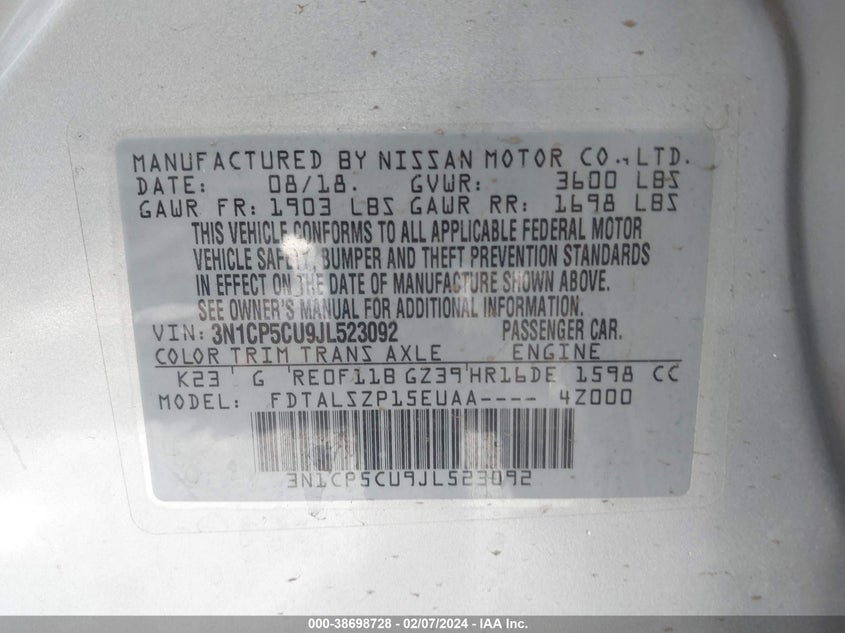 MANUFACTURED BY NISSAN MOTOR CO., LTD.
DATE: 08/18. GVWR: 3600 LBS
GAWR FR: 1903 LBS GAWR RR: 1698 LBS
THIS VEHICLE CONFORMS TO ALL APPLICABLE FEDERAL MOTOR
VEHICLE SAFETY, BUMPER AND THEFT PREVENTION STANDARDS
IN EFFECT ON THE DATE OF MANUFACTURE SHOWN ABOVE.
SEE OWNER'S MANUAL FOR ADDITIONAL INFORMATION.
VIN: 3N1CP5CU9JL523092 PASSENGER CAR.
COLOR TRIM TRANS AXLE ENGINE
K23 G RE0F11B GZ39 HR16DE 1598 CC
MODEL: FDTALSZP15EUAA---- 4Z000
3N1CP5CU9JL523092
000-38698728 - 02/07/2024 - IAA Inc.